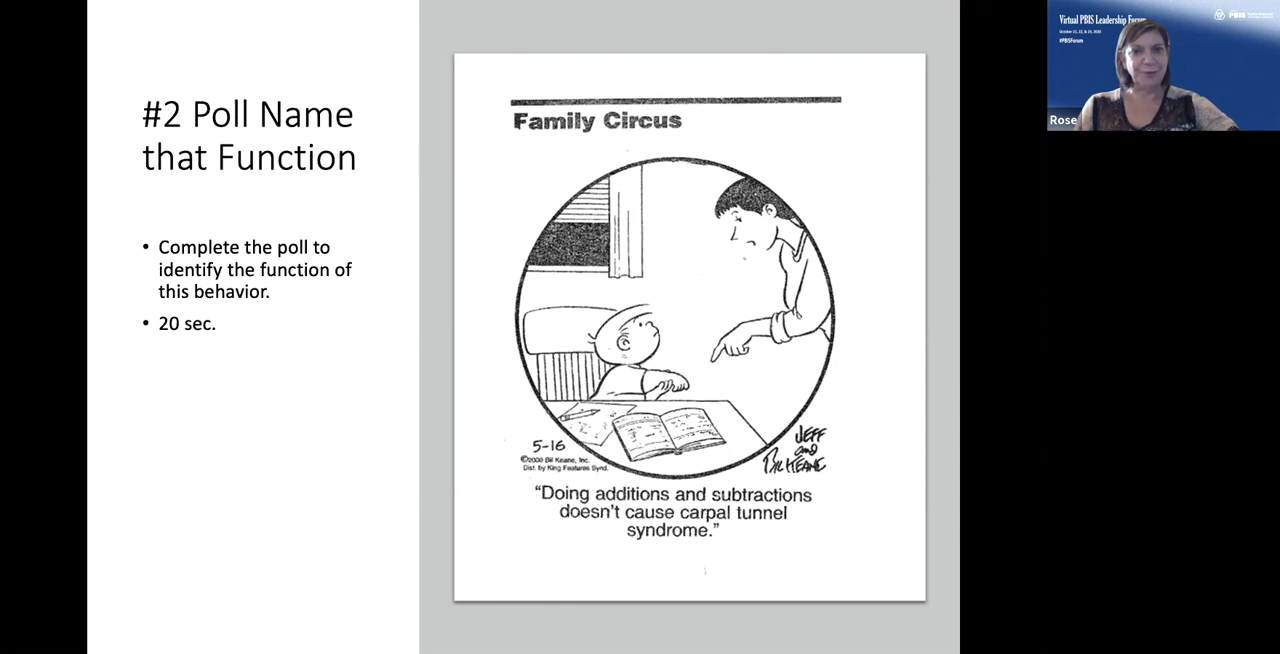 #2 Poll Name
that Function
• Complete the poll to
identify the function of
this behavior.
• 20 sec.
Family Circus
5-16
©2000 Bil Keane, Inc.
Dist. by King Features Synd.
JEFF
and
BIL KEANE
“Doing additions and subtractions
doesn’t cause carpal tunnel
syndrome.”
Virtual PBIS Leadership Forum
October 21, 22, & 23, 2020
#PBISForum
PBIS
Rose